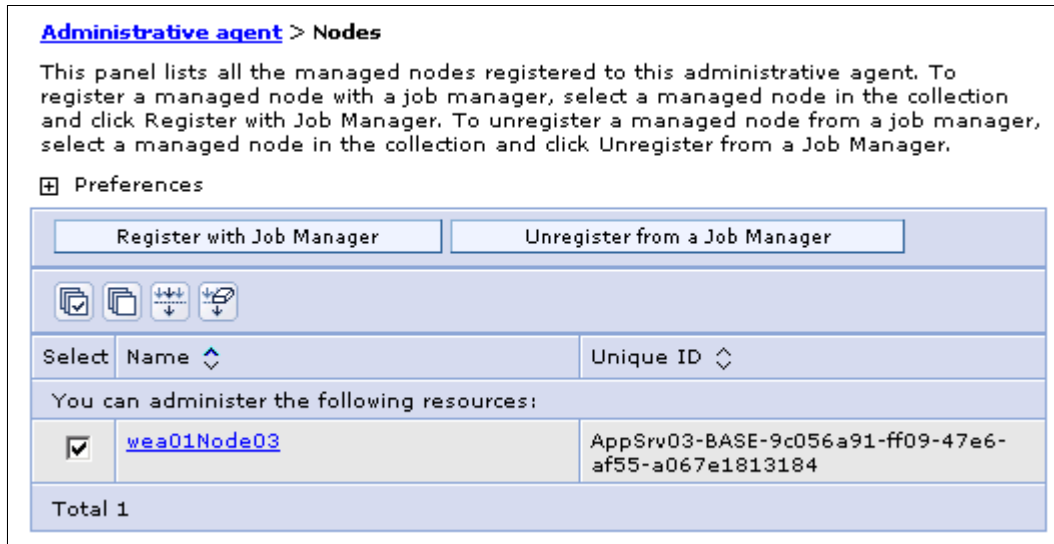 Administrative agent > Nodes
This panel lists all the managed nodes registered to this administrative agent. To
register a managed node with a job manager, select a managed node in the collection
and click Register with Job Manager. To unregister a managed node from a job manager,
select a managed node in the collection and click Unregister from a Job Manager.
Preferences
Register with Job Manager Unregister from a Job Manager
Select Name Unique ID
You can administer the following resources:
wea01Node03 AppSrv03-BASE-9c056a91-ff09-47e6-
af55-a067e1813184
Total 1